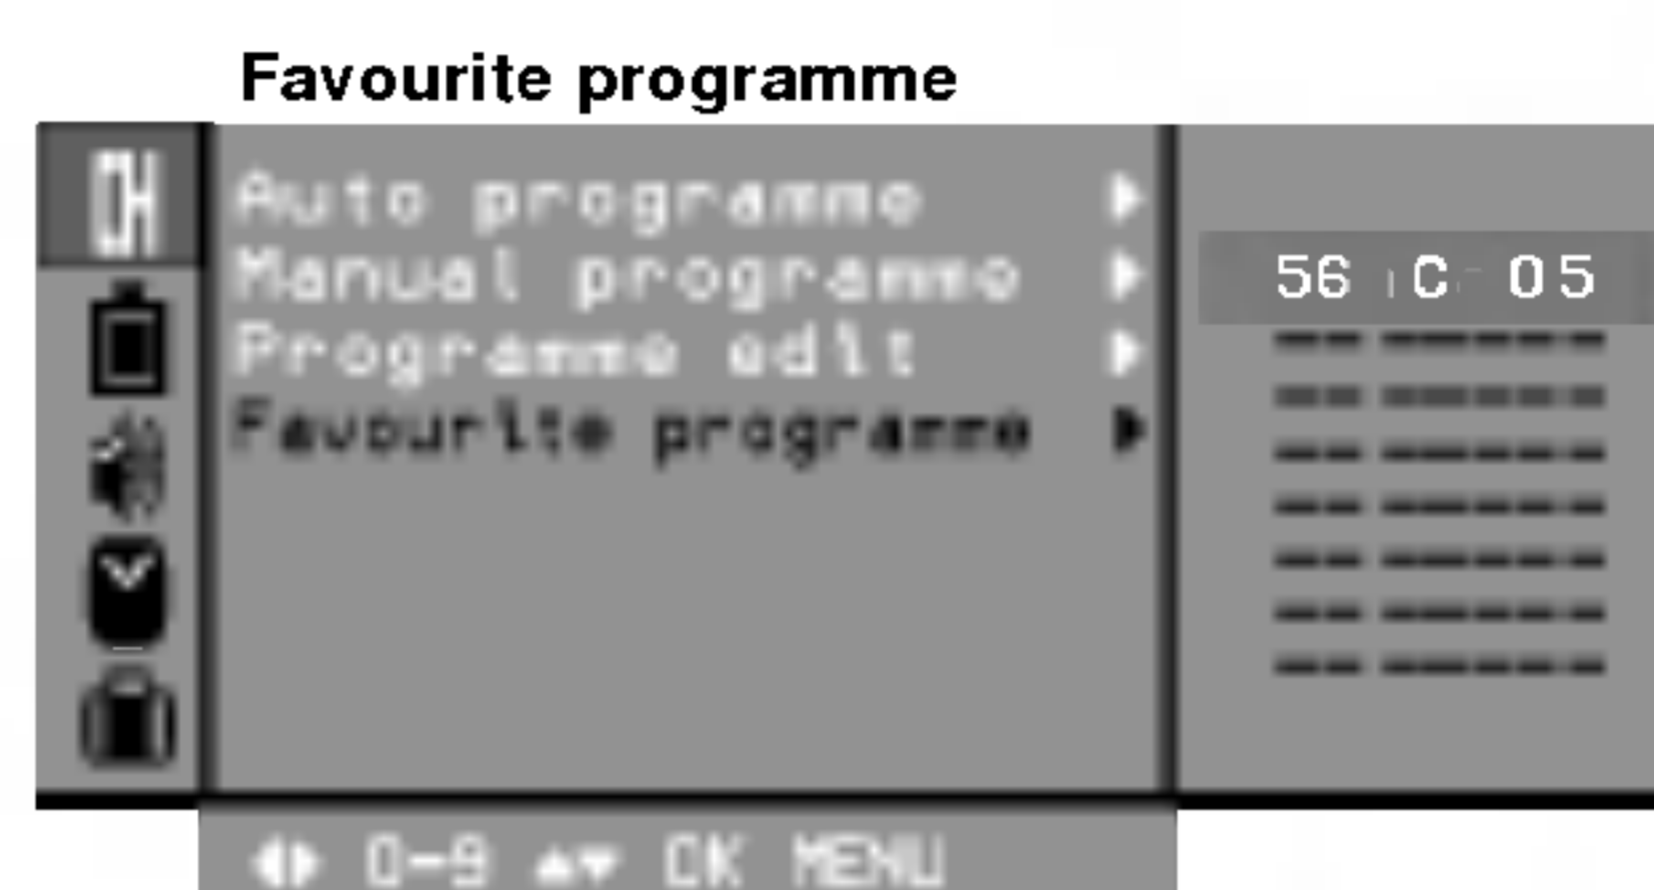 Favourite programme
CH
Auto programme ▶
Manual programme ▶
Programme edit ▶
Favourite programme ▶
56 C 05
-- ------
-- ------
-- ------
-- ------
-- ------
-- ------
-- ------
◀▶ 0-9 ▲▼ OK MENU